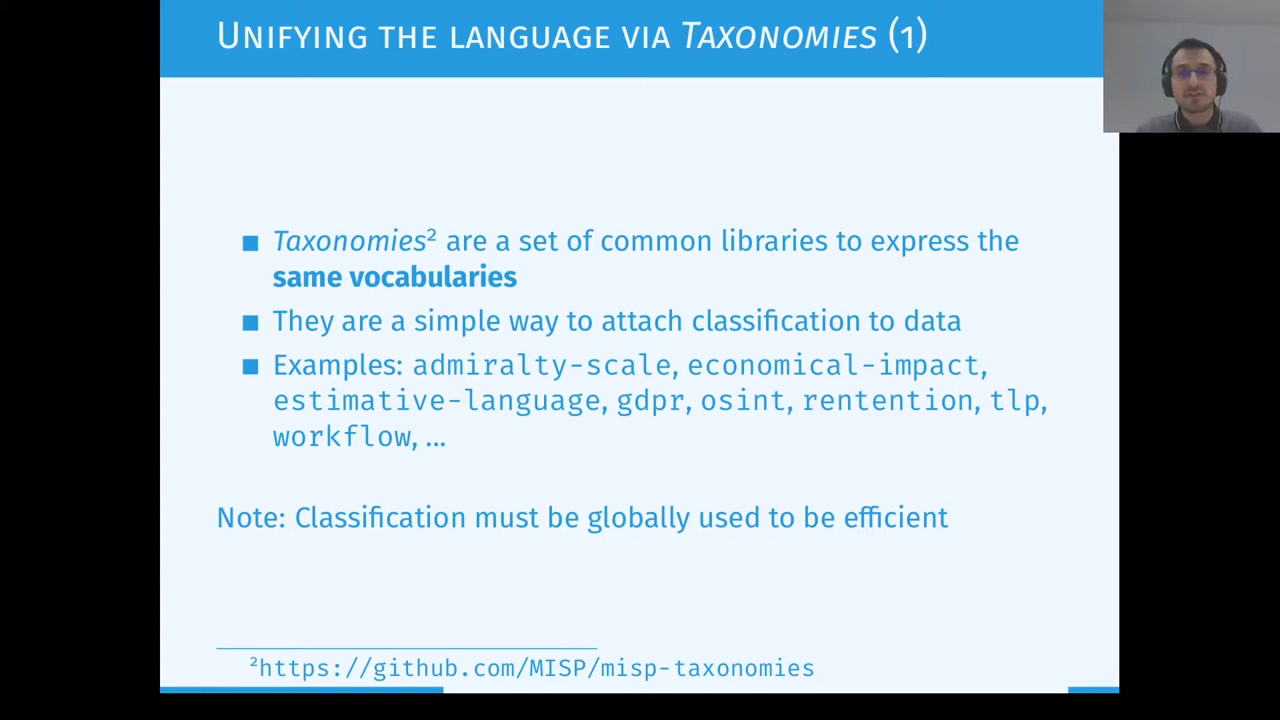 UNIFYING THE LANGUAGE VIA TAXONOMIES (1)
Taxonomies² are a set of common libraries to express the
same vocabularies
They are a simple way to attach classification to data
Examples: admiralty-scale, economical-impact,
estimative-language, gdpr, osint, rentention, tlp,
workflow, ...
Note: Classification must be globally used to be efficient
²https://github.com/MISP/misp-taxonomies